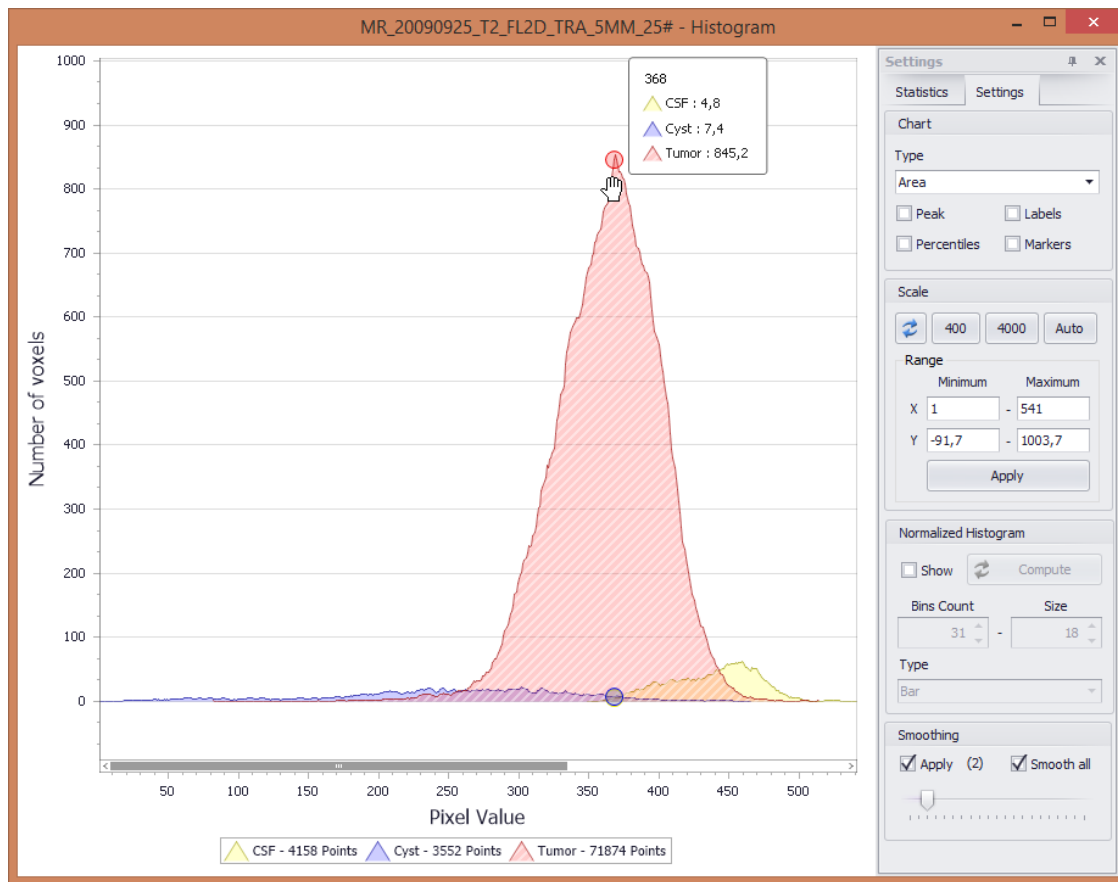 MR_20090925_T2_FL2D_TRA_5MM_25# - Histogram
1000
900
800
700
600
500
400
300
200
100
0
Number of voxels
368
CSF : 4,8
Cyst : 7,4
Tumor : 845,2
50 100 150 200 250 300 350 400 450 500
Pixel Value
CSF - 4158 Points Cyst - 3552 Points Tumor - 71874 Points
Settings
Statistics Settings
Chart
Type
Area
Peak Labels
Percentiles Markers
Scale
400 4000 Auto
Range
Minimum Maximum
X 1 - 541
Y -91,7 - 1003,7
Apply
Normalized Histogram
Show Compute
Bins Count Size
31 - 18
Type
Bar
Smoothing
Apply (2) Smooth all